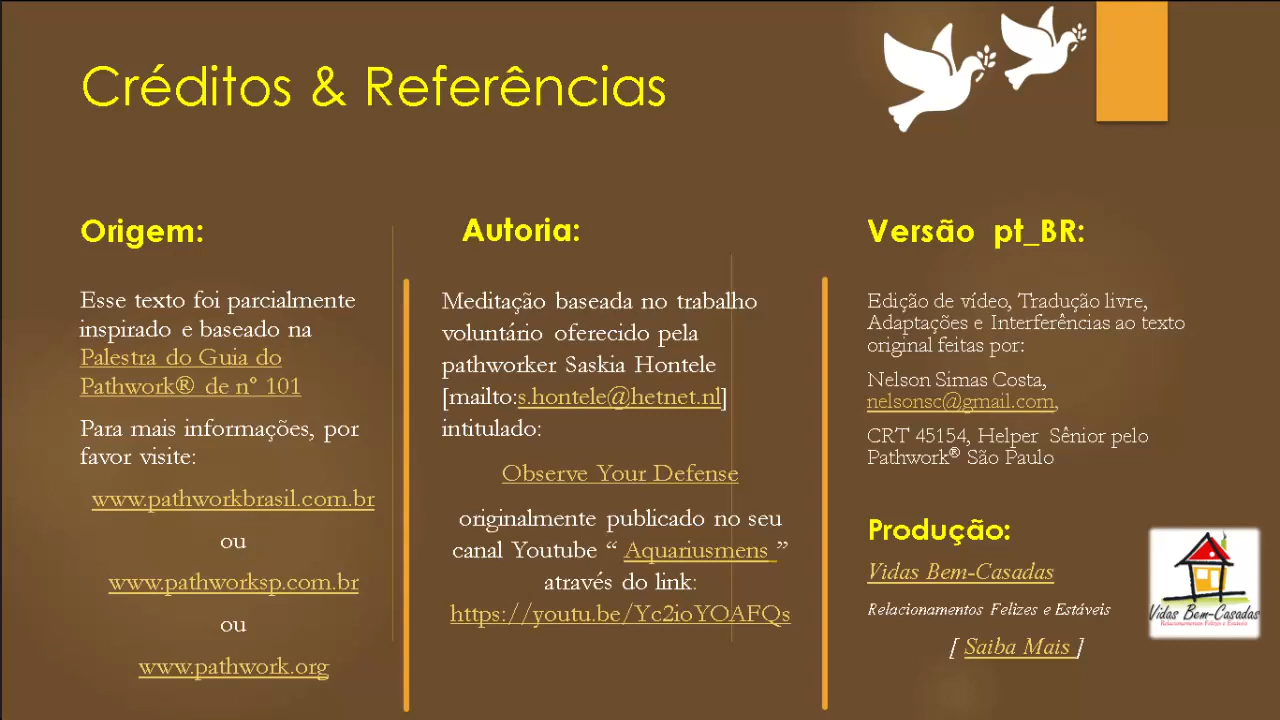 Créditos & Referências
Origem:
Esse texto foi parcialmente
inspirado e baseado na
Palestra do Guia do
Pathwork® de n° 101
Para mais informações, por
favor visite:
www.pathworkbrasil.com.br
ou
www.pathworksp.com.br
ou
www.pathwork.org
Autoria:
Meditação baseada no trabalho
voluntário oferecido pela
pathworker Saskia Hontele
[mailto:s.hontele@hetnet.nl]
intitulado:
Observe Your Defense
originalmente publicado no seu
canal Youtube “ Aquariusmens ”
através do link:
https://youtu.be/Yc2ioYOAFQs
Versão pt_BR:
Edição de vídeo, Tradução livre,
Adaptações e Interferências ao texto
original feitas por:
Nelson Simas Costa,
nelsonsc@gmail.com,
CRT 45154, Helper Sênior pelo
Pathwork® São Paulo
Produção:
Vidas Bem-Casadas
Relacionamentos Felizes e Estáveis
[ Saiba Mais ]
Vidas Bem-Casadas
Relacionamentos Felizes e Estáveis